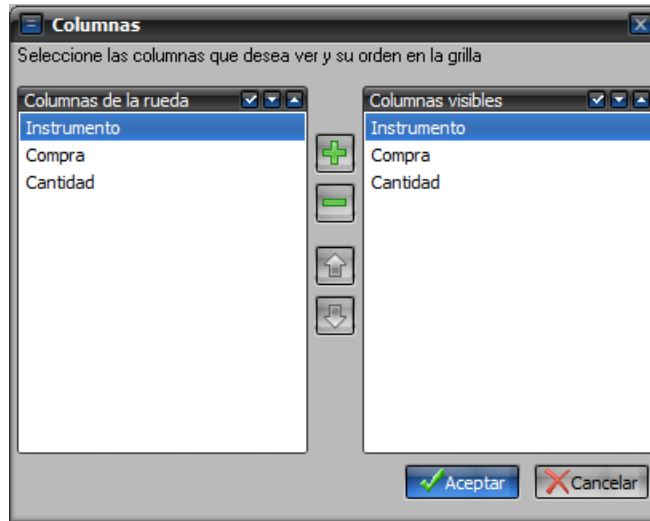 Columnas
Seleccione las columnas que desea ver y su orden en la grilla
Columnas de la rueda
Instrumento
Compra
Cantidad
Columnas visibles
Instrumento
Compra
Cantidad
Aceptar
Cancelar